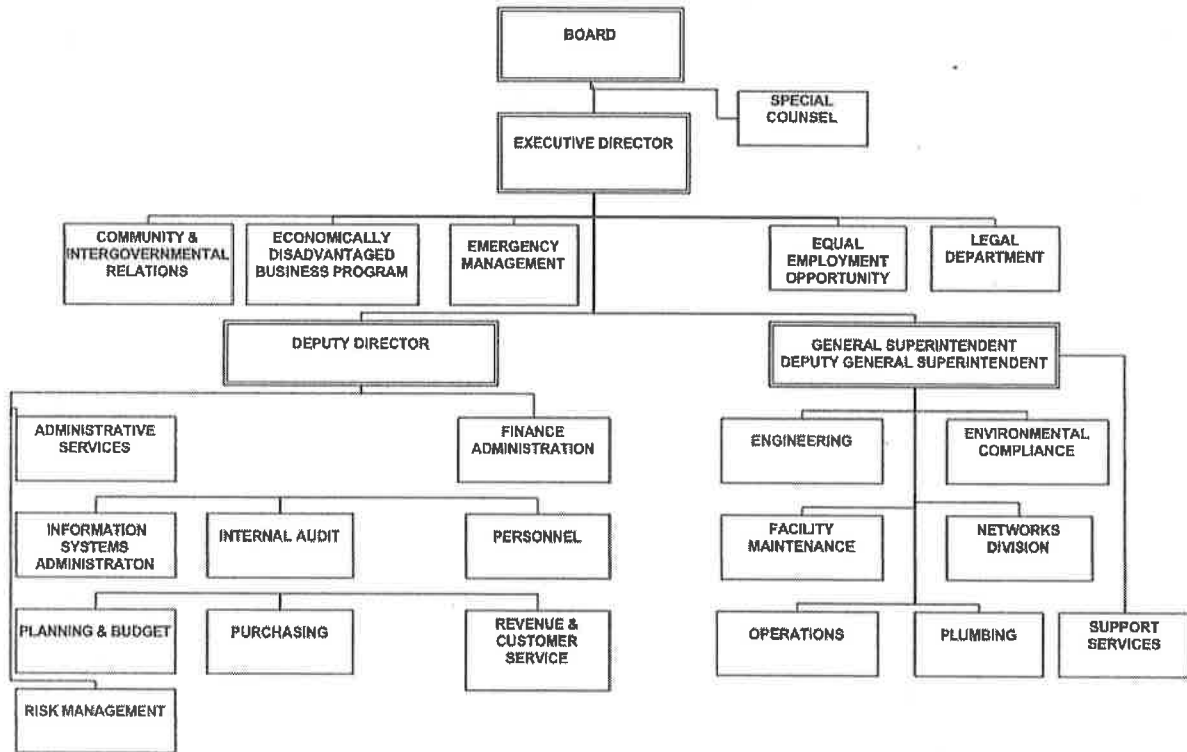 BOARD
SPECIAL
COUNSEL
EXECUTIVE DIRECTOR
COMMUNITY &
INTERGOVERNMENTAL
RELATIONS
ECONOMICALLY
DISADVANTAGED
BUSINESS PROGRAM
EMERGENCY
MANAGEMENT
EQUAL
EMPLOYMENT
OPPORTUNITY
LEGAL
DEPARTMENT
DEPUTY DIRECTOR
GENERAL SUPERINTENDENT
DEPUTY GENERAL SUPERINTENDENT
ADMINISTRATIVE
SERVICES
FINANCE
ADMINISTRATION
ENGINEERING
ENVIRONMENTAL
COMPLIANCE
INFORMATION
SYSTEMS
ADMINISTRATON
INTERNAL AUDIT
PERSONNEL
FACILITY
MAINTENANCE
NETWORKS
DIVISION
PLANNING & BUDGET
PURCHASING
REVENUE &
CUSTOMER
SERVICE
OPERATIONS
PLUMBING
SUPPORT
SERVICES
RISK MANAGEMENT